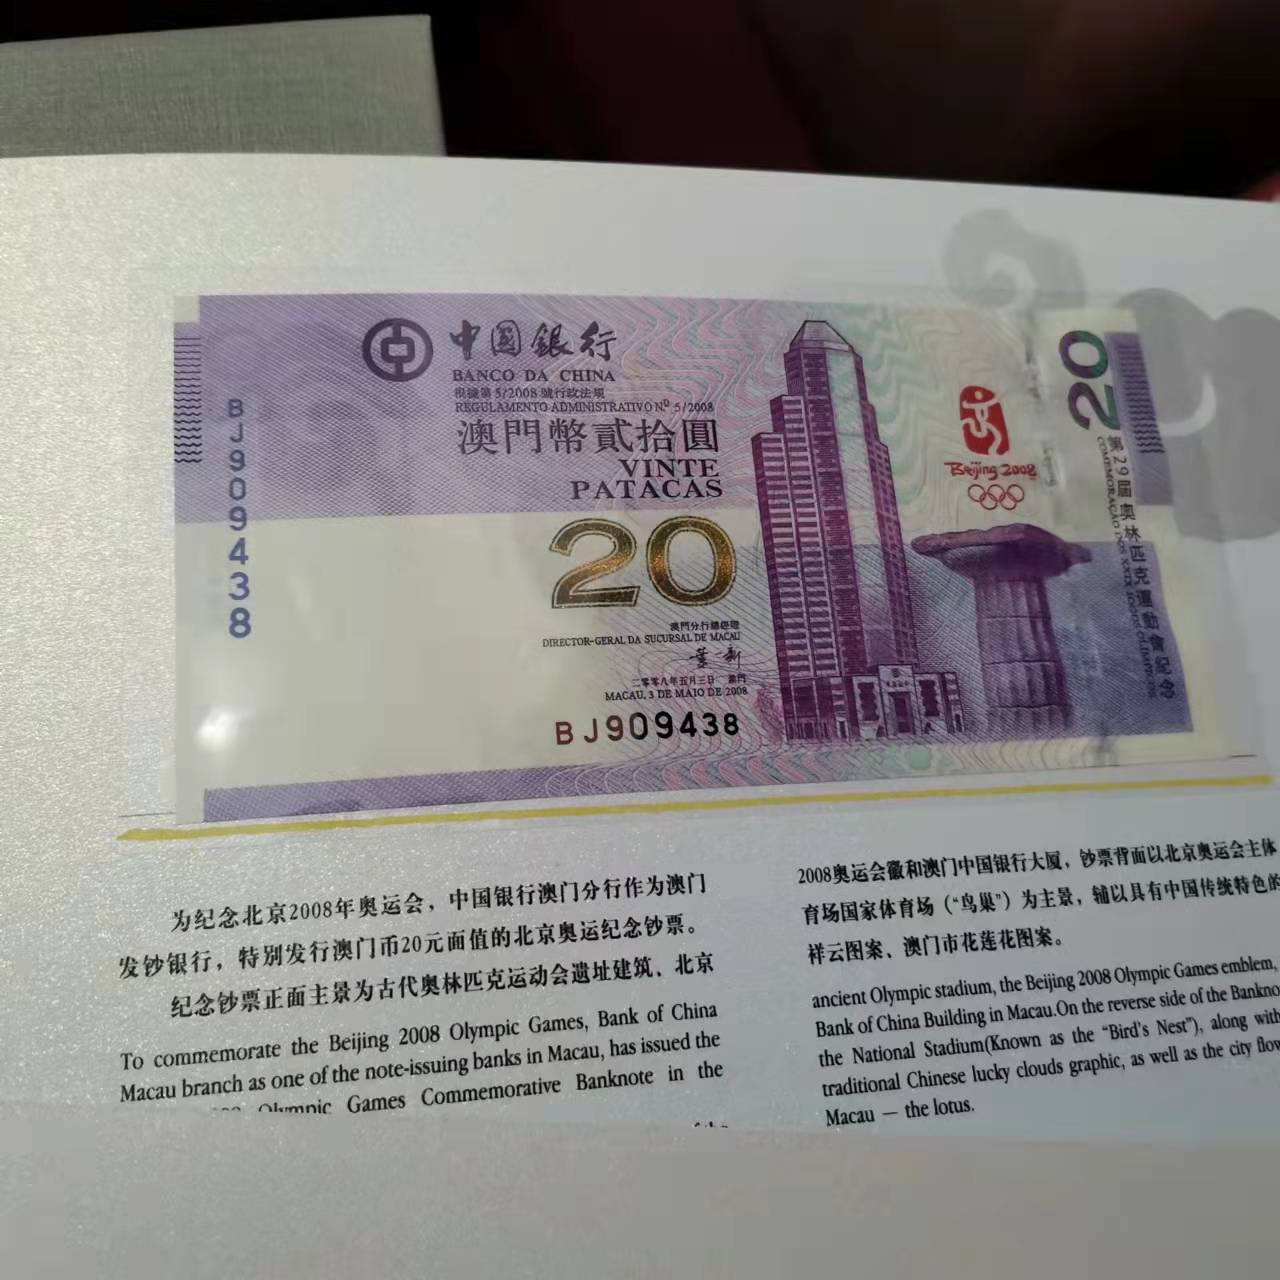 中國銀行
BANCO DA CHINA
根據第5/2008號行政法規
REGULAMENTO ADMINISTRATIVO Nº 5/2008
澳門幣貳拾圓
VINTE
PATACAS
20
澳門分行總經理
DIRECTOR-GERAL DA SUCURSAL DE MACAU
二零零八年五月三日 澳門
MACAU, 3 DE MAIO DE 2008
BJ909438
BJ909438
Beijing 2008
20
第29屆奧林匹克運動會紀念
为纪念北京2008年奥运会，中国银行澳门分行作为澳门
发钞银行，特别发行澳门币20元面值的北京奥运纪念钞票。
纪念钞票正面主景为古代奥林匹克运动会遗址建筑、北京
To commemorate the Beijing 2008 Olympic Games, Bank of China
Macau branch as one of the note-issuing banks in Macau, has issued the
Olympic Games Commemorative Banknote in the
2008奥运会徽和澳门中国银行大厦，钞票背面以北京奥运会主体
育场国家体育场（“鸟巢”）为主景，辅以具有中国传统特色的
祥云图案、澳门市花莲花图案。
ancient Olympic stadium, the Beijing 2008 Olympic Games emblem,
Bank of China Building in Macau.On the reverse side of the Bankno
the National Stadium(Known as the “Bird's Nest”), along with
traditional Chinese lucky clouds graphic, as well as the city flow
Macau — the lotus.